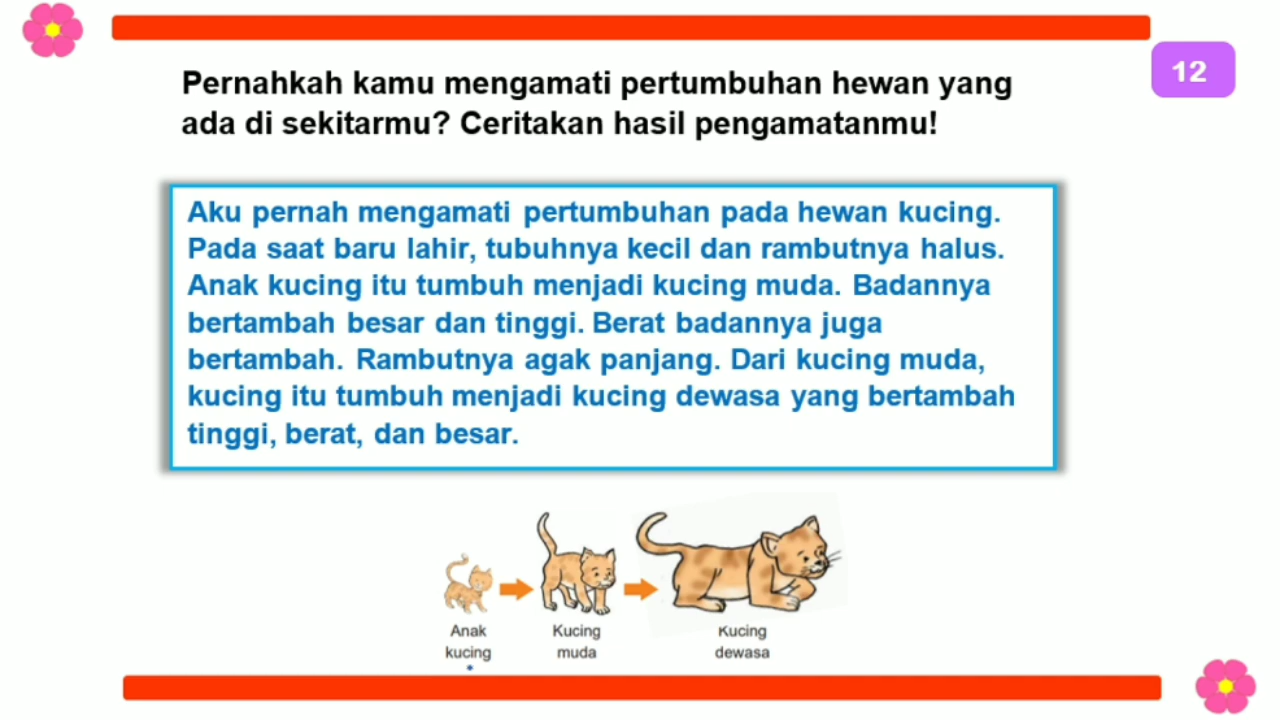 12
Pernahkah kamu mengamati pertumbuhan hewan yang
ada di sekitarmu? Ceritakan hasil pengamatanmu!
Aku pernah mengamati pertumbuhan pada hewan kucing.
Pada saat baru lahir, tubuhnya kecil dan rambutnya halus.
Anak kucing itu tumbuh menjadi kucing muda. Badannya
bertambah besar dan tinggi. Berat badannya juga
bertambah. Rambutnya agak panjang. Dari kucing muda,
kucing itu tumbuh menjadi kucing dewasa yang bertambah
tinggi, berat, dan besar.
Anak
kucing
Kucing
muda
Kucing
dewasa